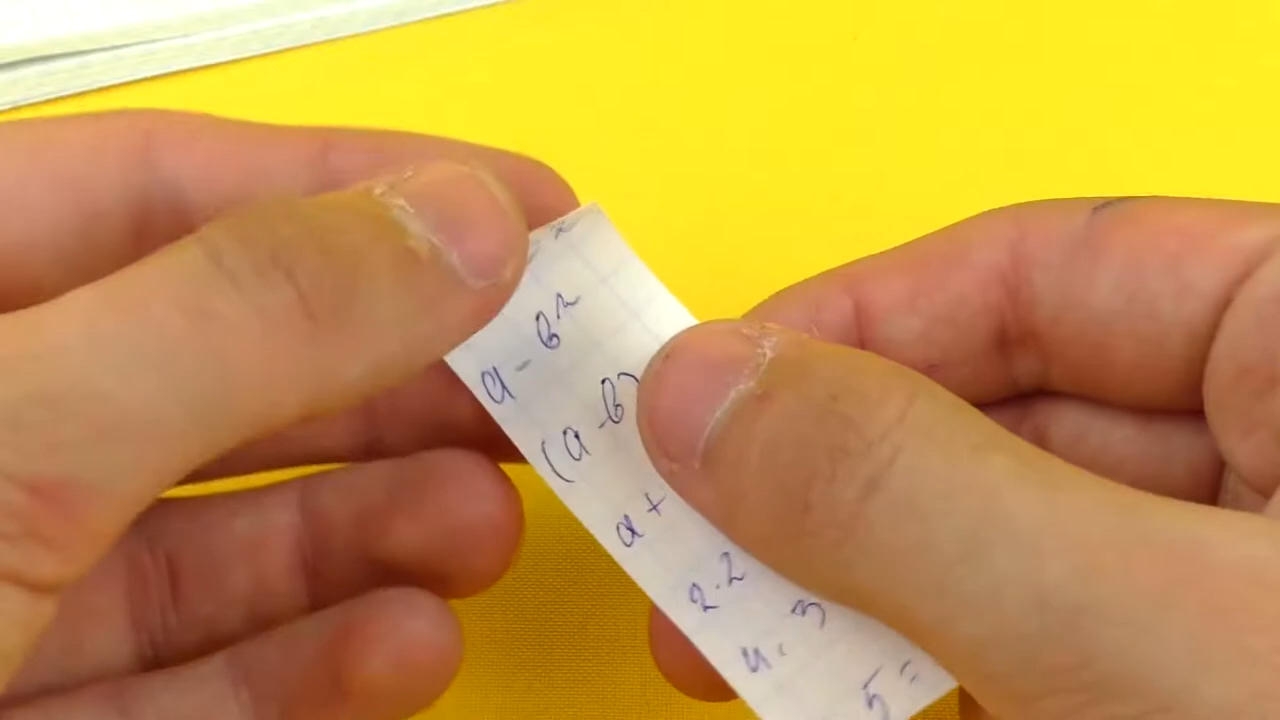 a - b²
(a - b)
a +
2 · 2
4 · 3
5 =